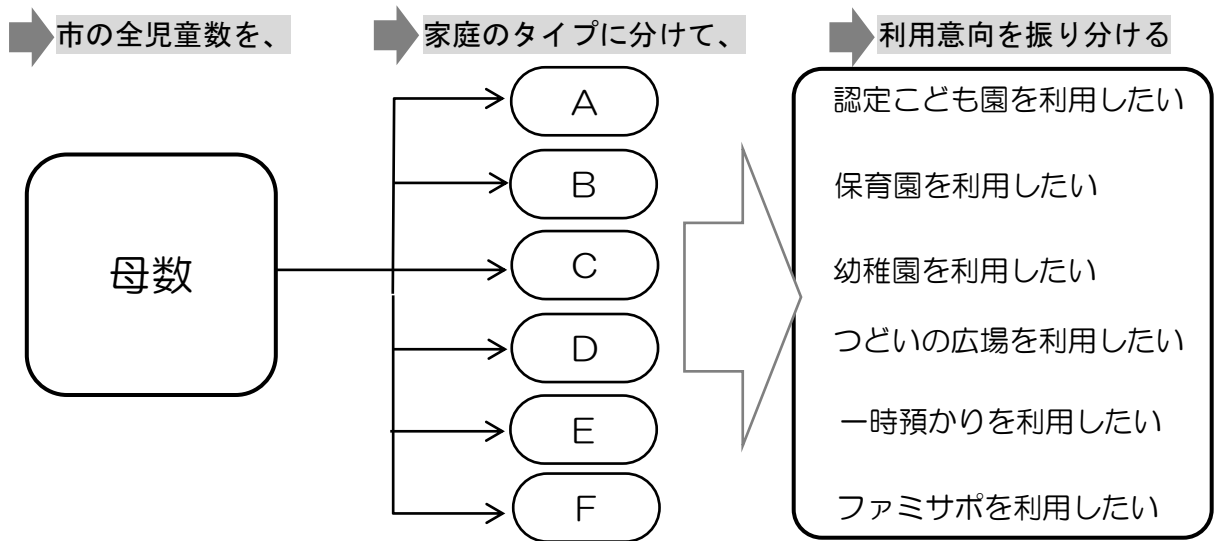 市の全児童数を、
家庭のタイプに分けて、
利用意向を振り分ける
母数
A
B
C
D
E
F
認定こども園を利用したい
保育園を利用したい
幼稚園を利用したい
つどいの広場を利用したい
一時預かりを利用したい
ファミサポを利用したい